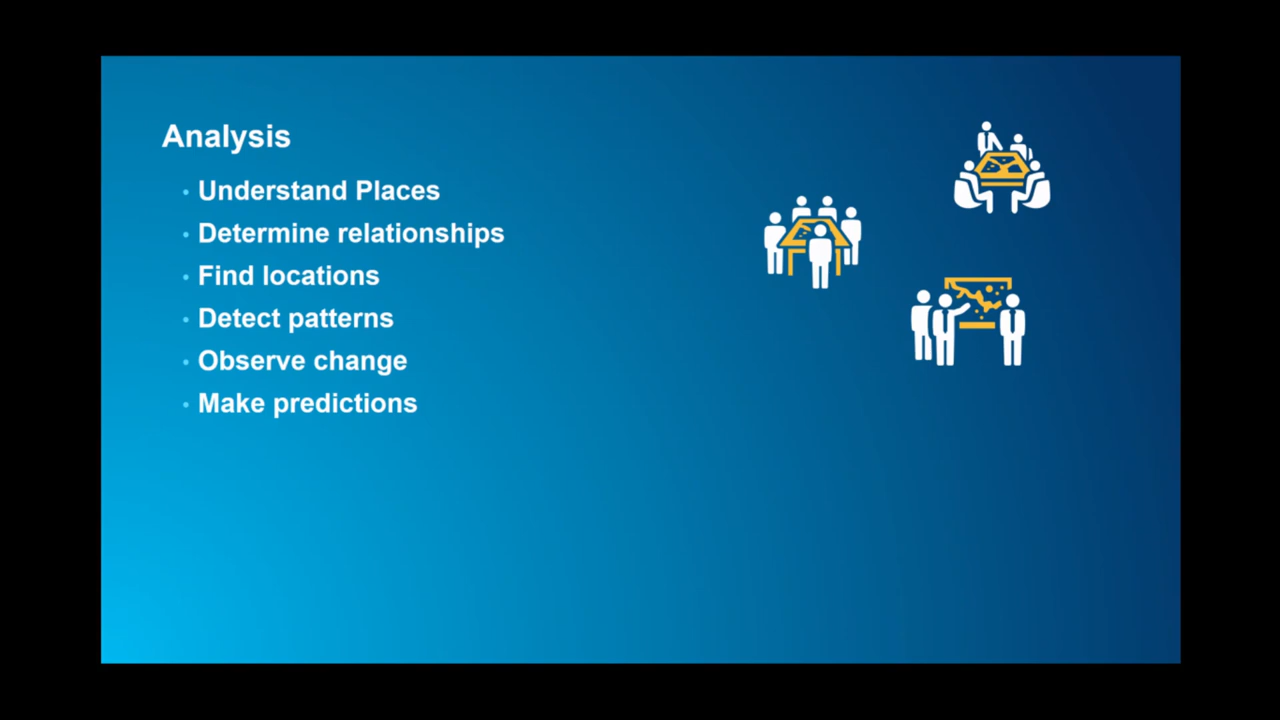 Analysis
• Understand Places
• Determine relationships
• Find locations
• Detect patterns
• Observe change
• Make predictions